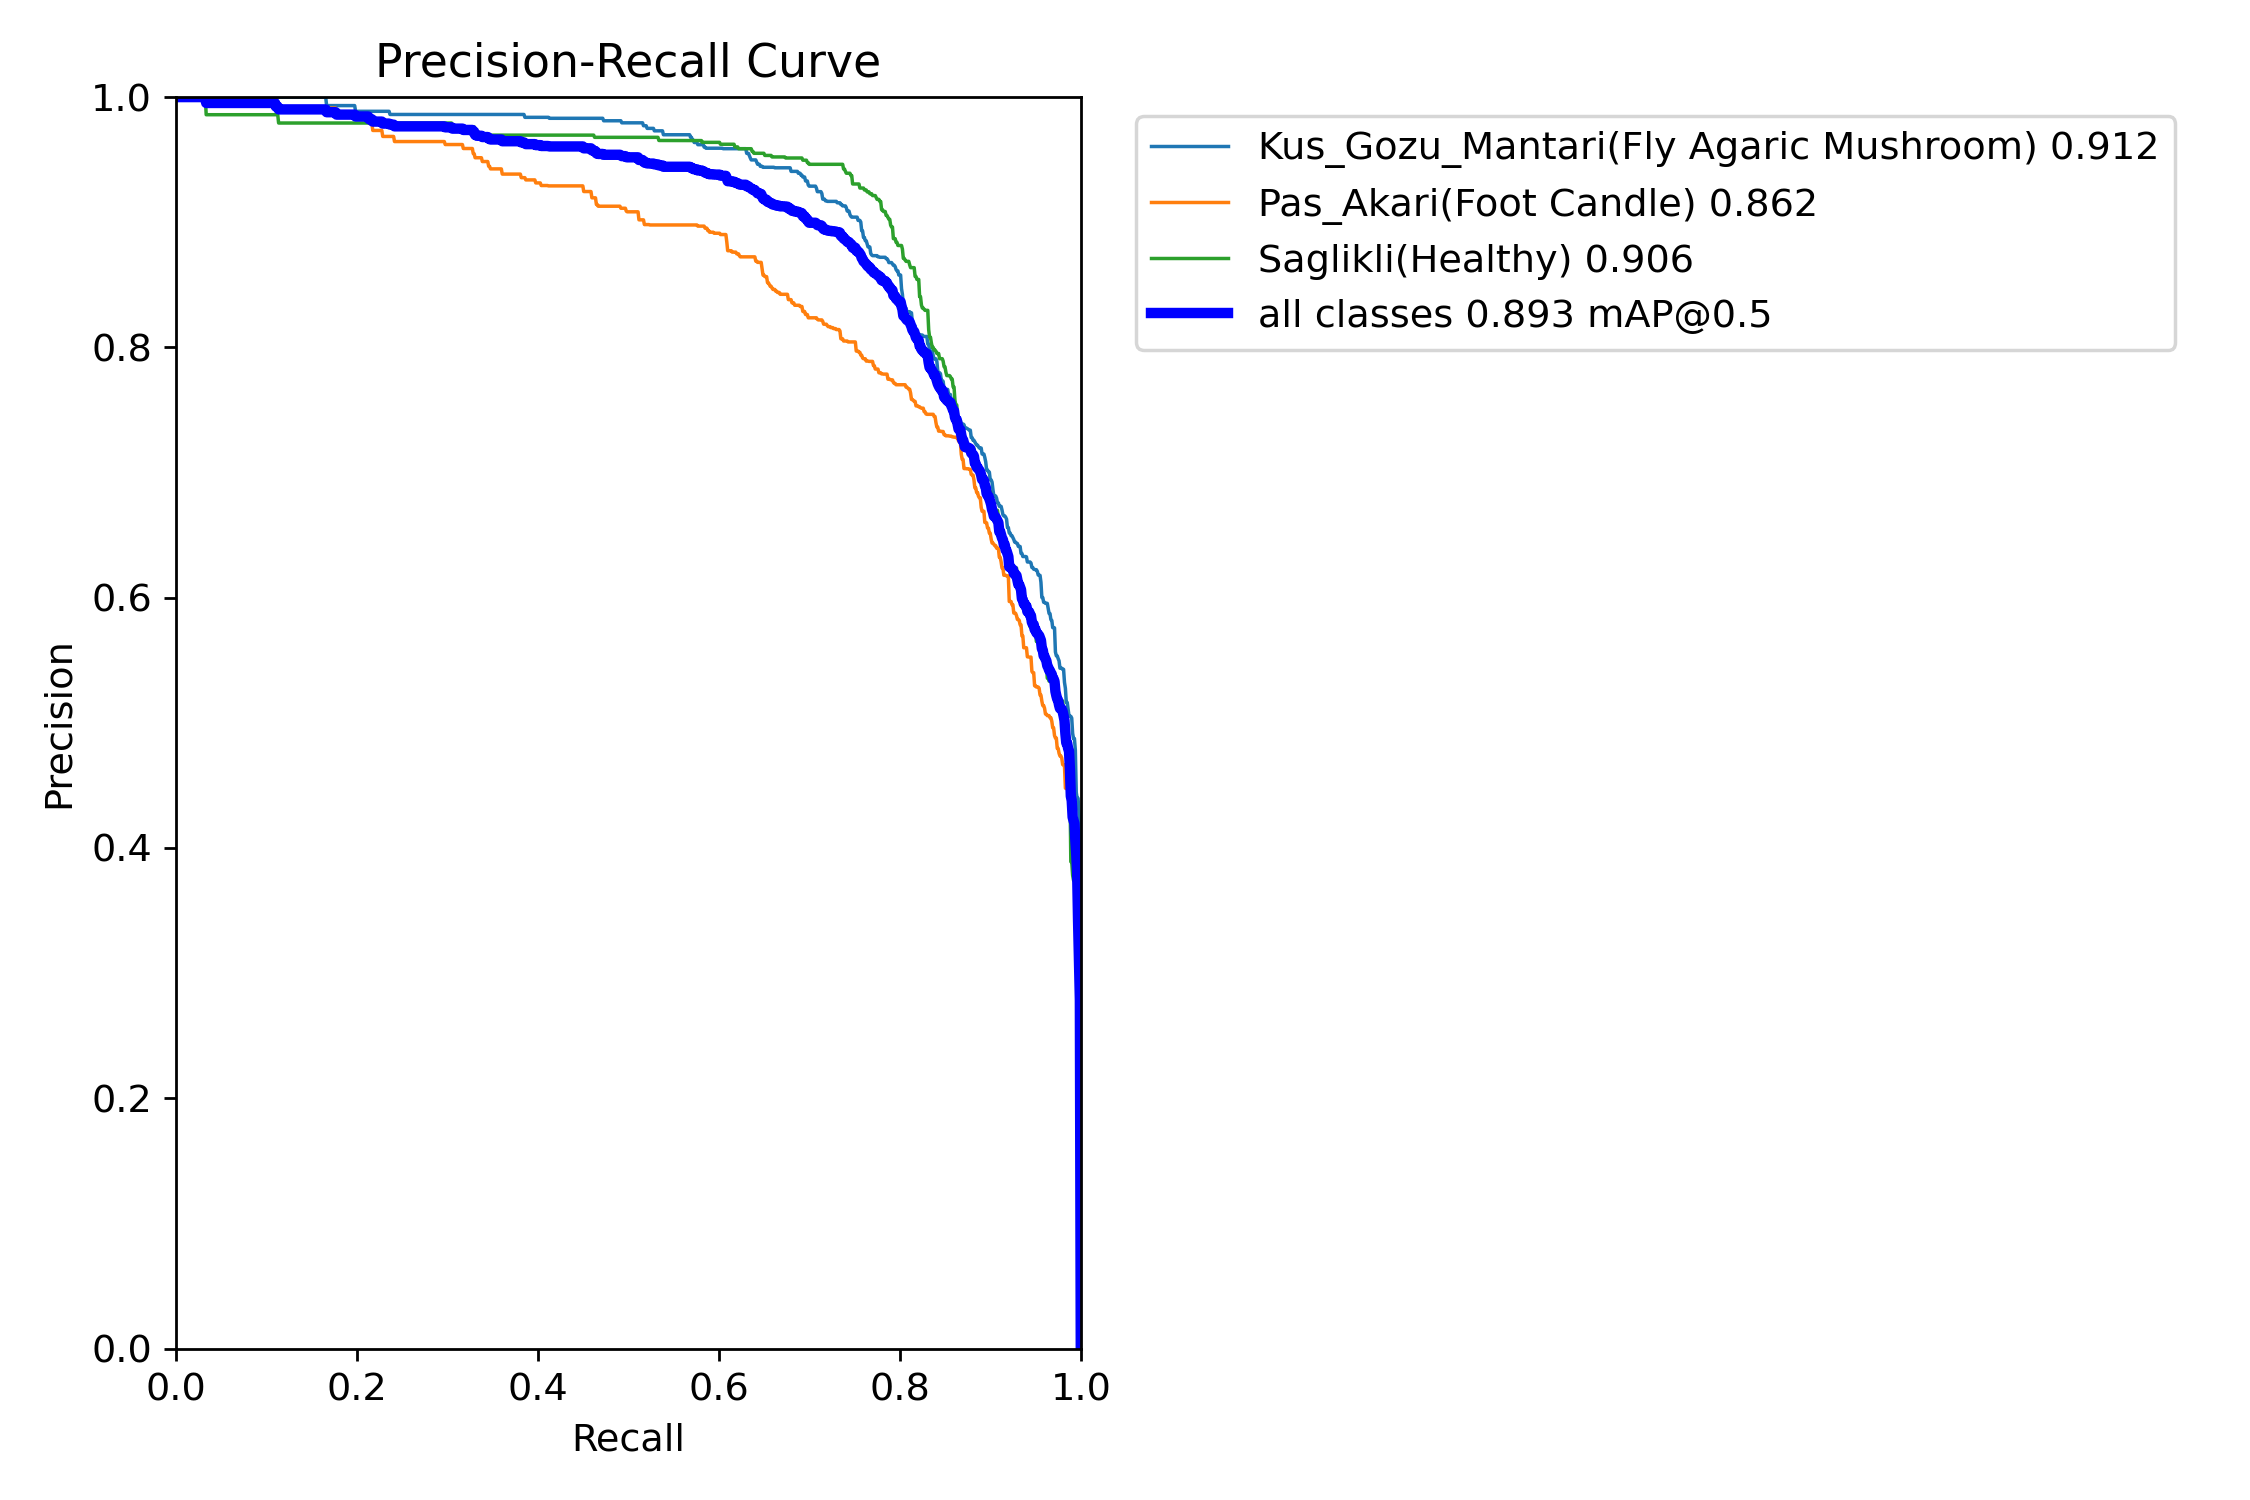 Precision-Recall Curve
1.0
0.8
0.6
0.4
0.2
0.0
Precision
0.0 0.2 0.4 0.6 0.8 1.0
Recall
Kus_Gozu_Mantari(Fly Agaric Mushroom) 0.912
Pas_Akari(Foot Candle) 0.862
Saglikli(Healthy) 0.906
all classes 0.893 mAP@0.5